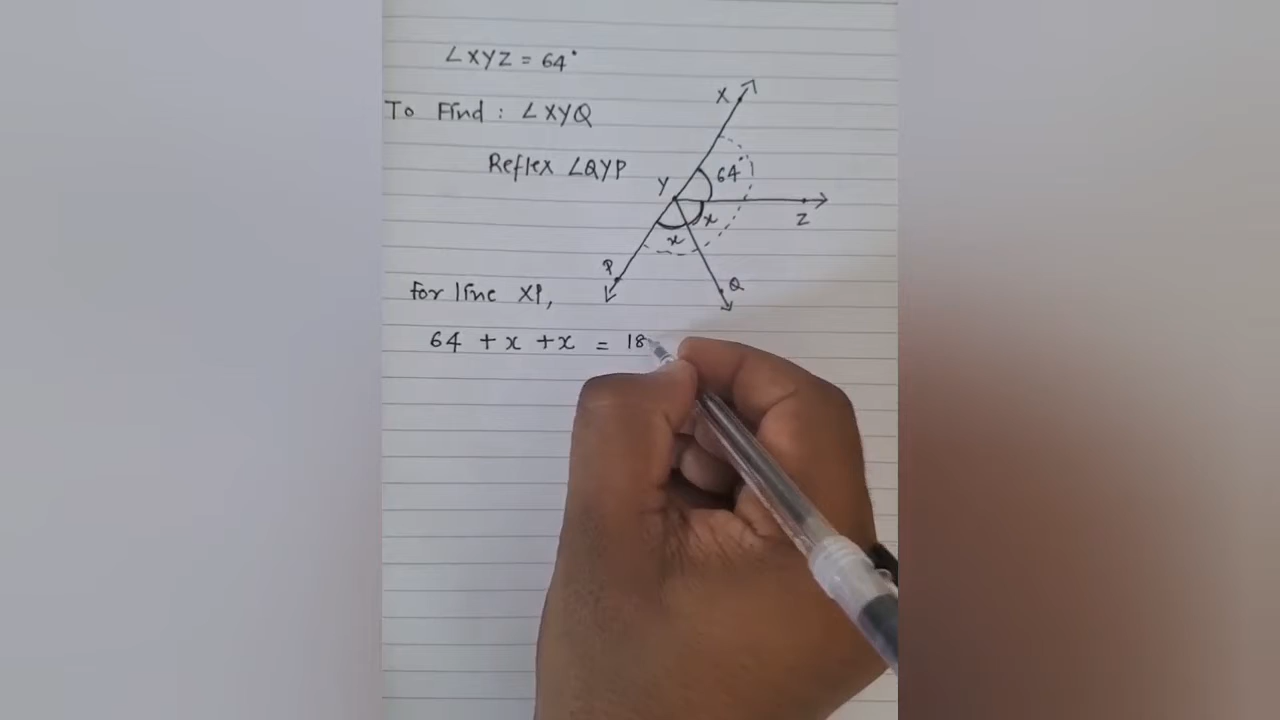 ∠XYZ = 64°
To Find : ∠XYQ
Reflex ∠QYP
X
64°
Y
Z
x
x
P
Q
For line XP,
64 + x + x = 18